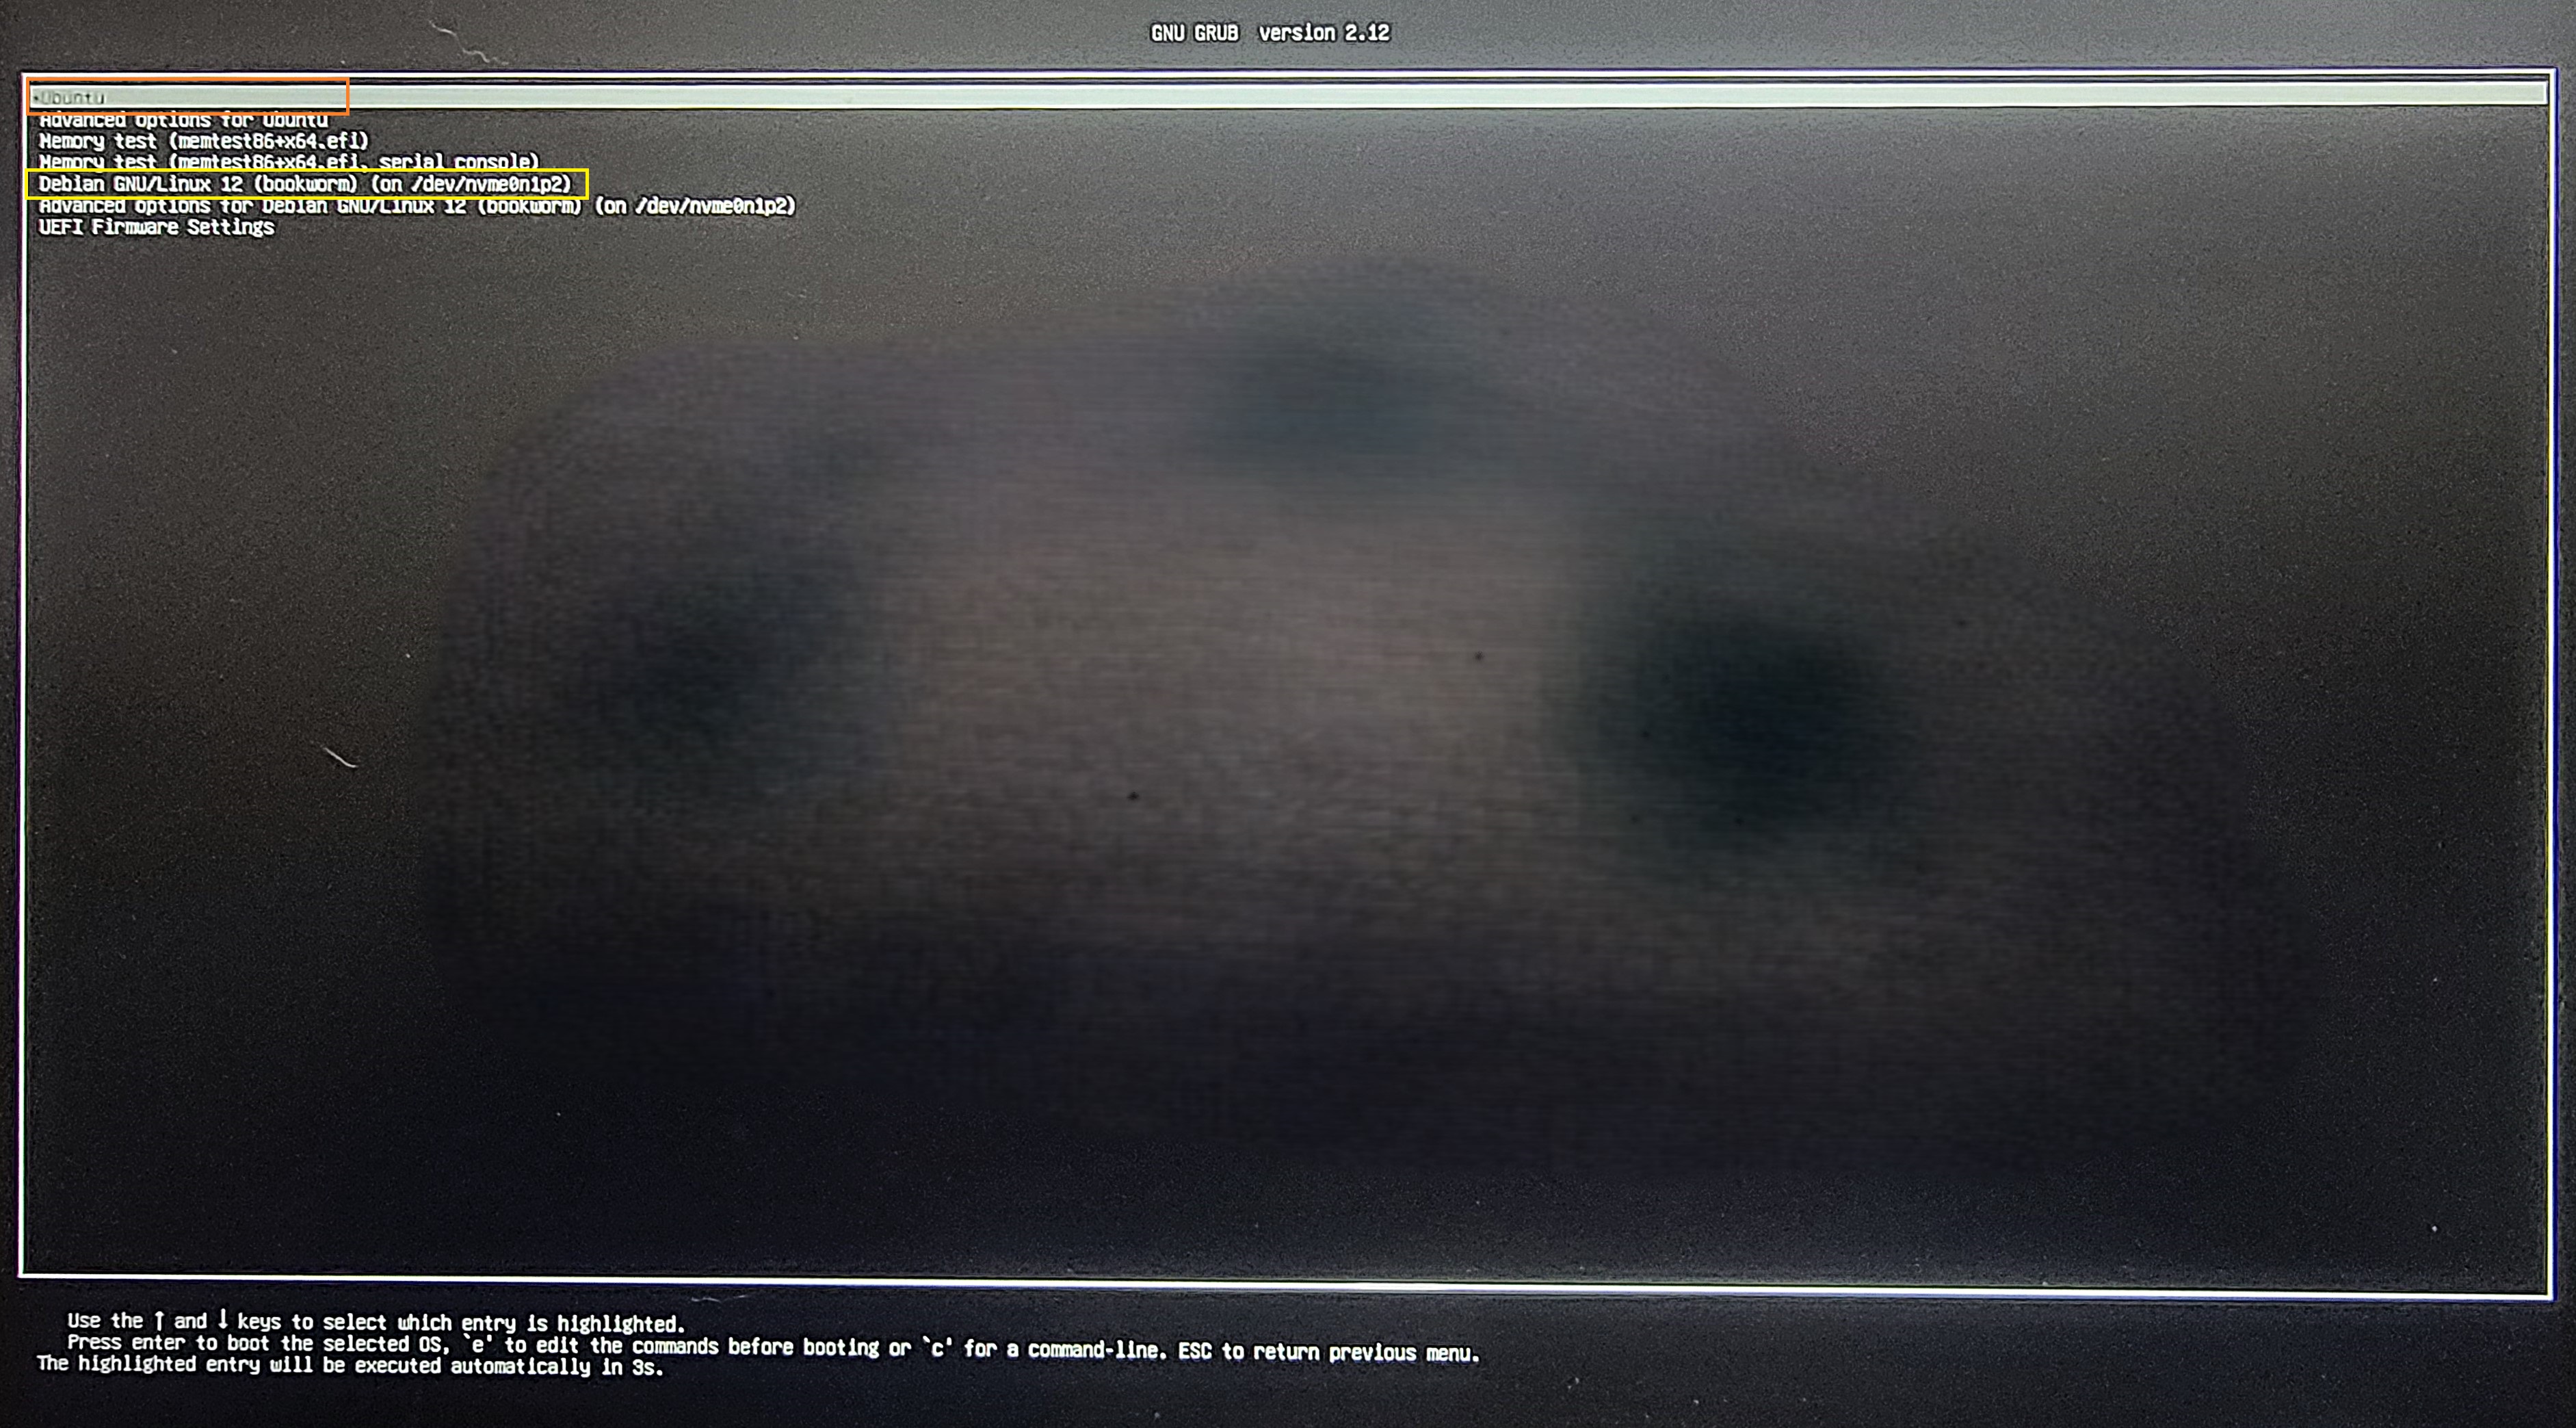 GNU GRUB version 2.12
*Ubuntu
Advanced options for Ubuntu
Memory test (memtest86+x64.efi)
Memory test (memtest86+x64.efi, serial console)
Debian GNU/Linux 12 (bookworm) (on /dev/nvme0n1p2)
Advanced options for Debian GNU/Linux 12 (bookworm) (on /dev/nvme0n1p2)
UEFI Firmware Settings
Use the ↑ and ↓ keys to select which entry is highlighted.
Press enter to boot the selected OS, `e' to edit the commands before booting or `c' for a command-line. ESC to return previous menu.
The highlighted entry will be executed automatically in 3s.